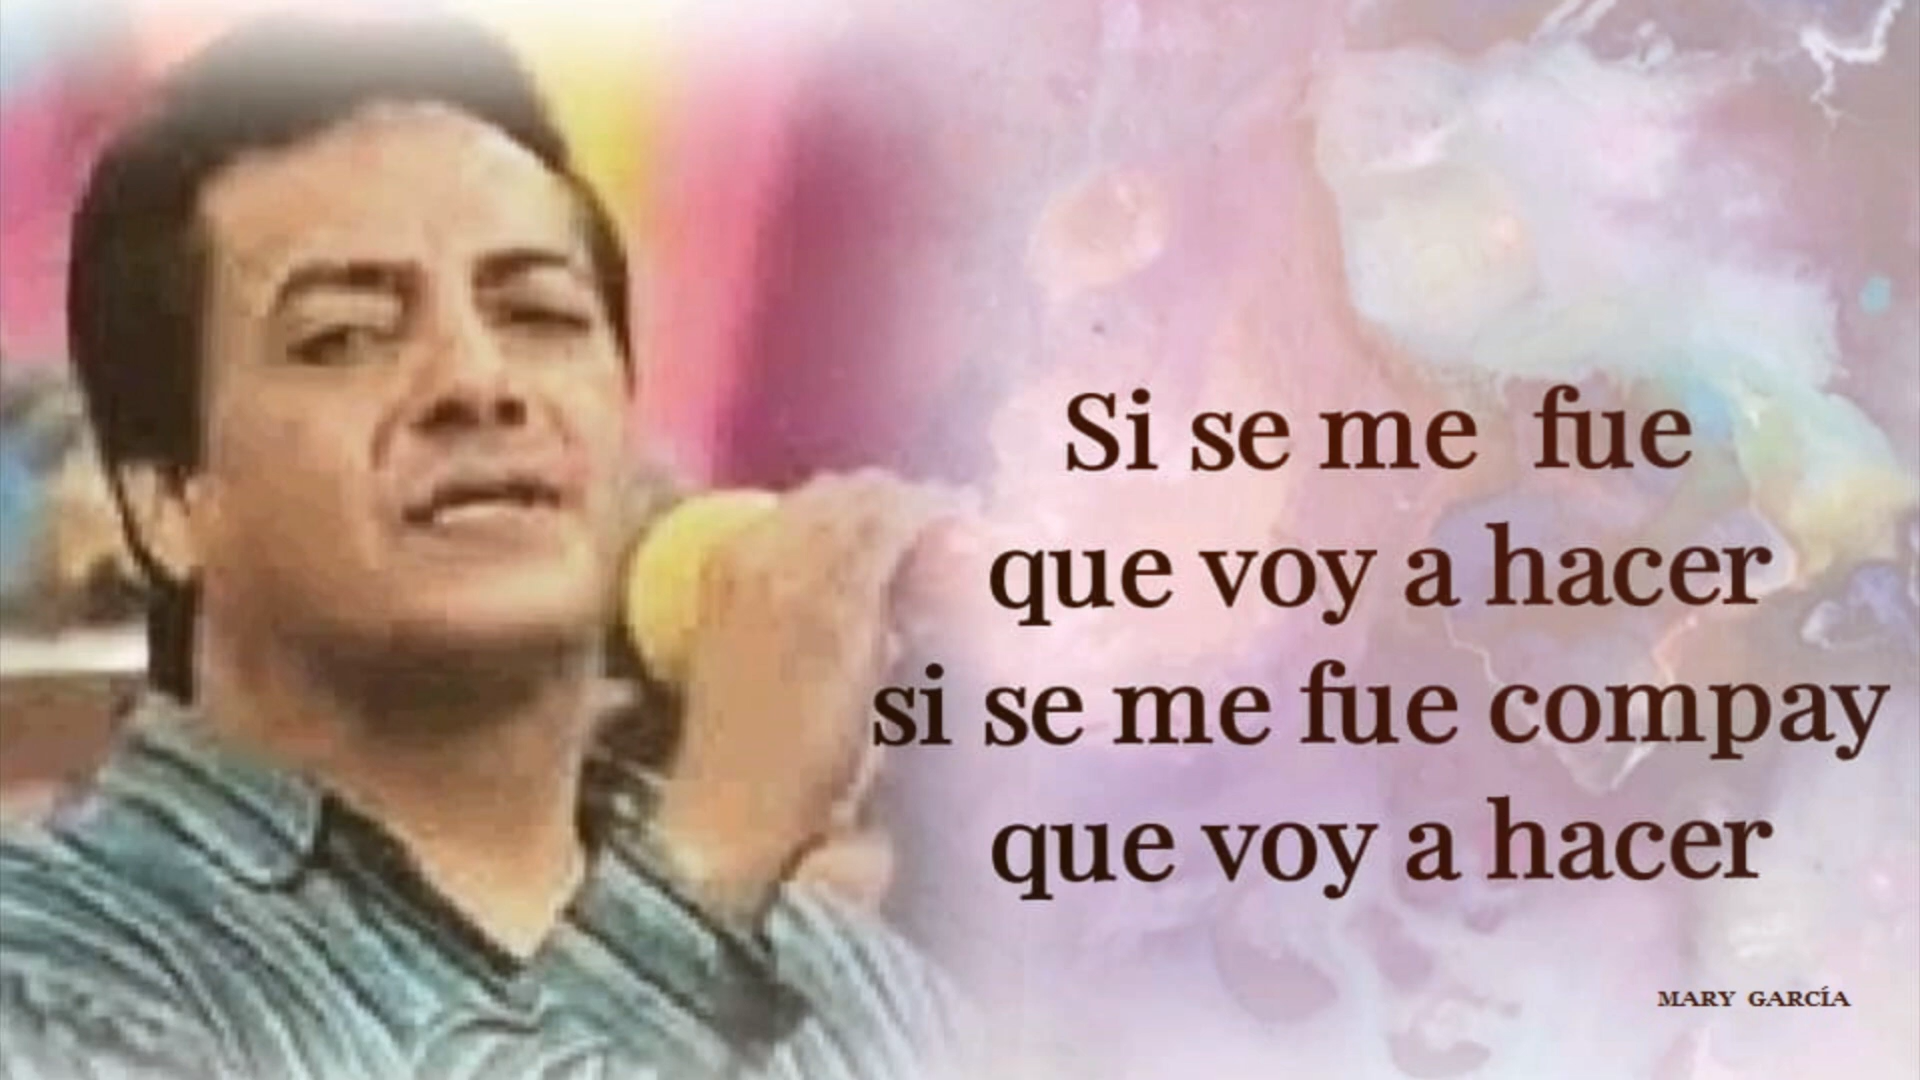 Si se me fue
que voy a hacer
si se me fue compay
que voy a hacer
MARY GARCÍA